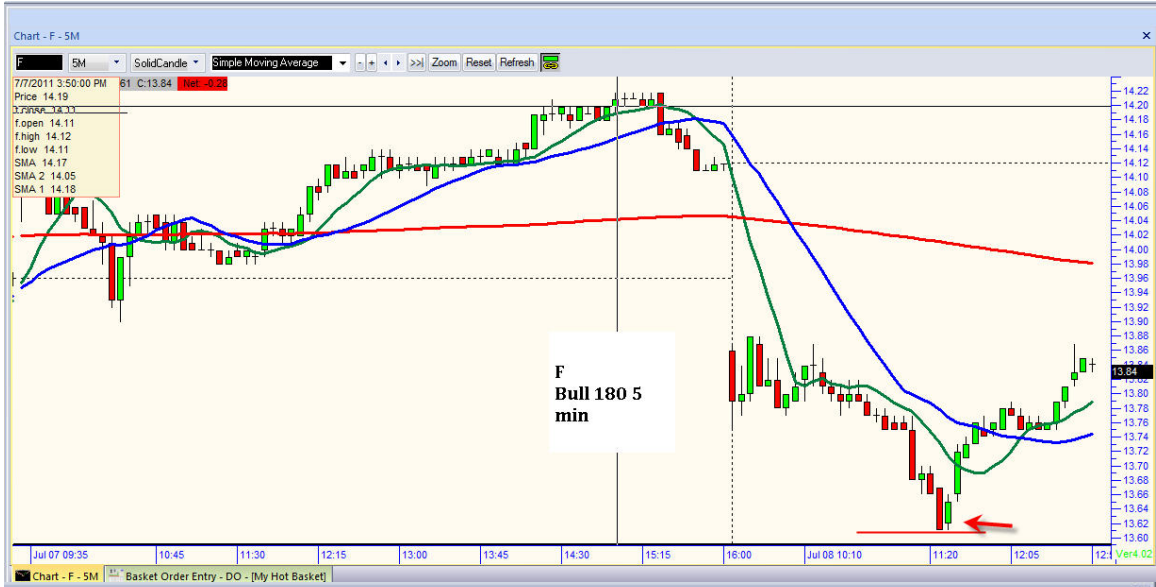 Chart - F - 5M
F 5M SolidCandle Simple Moving Average - + >>| Zoom Reset Refresh
7/7/2011 3:50:00 PM 61 C:13.84 Net: -0.28
Price 14.19
f.close 14.11
f.open 14.11
f.high 14.12
f.low 14.11
SMA 14.17
SMA 2 14.05
SMA 1 14.18
14.22
14.20
14.18
14.16
14.14
14.12
14.10
14.08
14.06
14.04
14.02
14.00
13.98
13.96
13.94
13.92
13.90
13.88
13.86
13.84
13.82
13.80
13.78
13.76
13.74
13.72
13.70
13.68
13.66
13.64
13.62
13.60
F
Bull 180 5
min
Jul 07 09:35 10:45 11:30 12:15 13:00 13:45 14:30 15:15 16:00 Jul 08 10:10 11:20 12:05 Ver4.02
Chart - F - 5M Basket Order Entry - DO - [My Hot Basket]